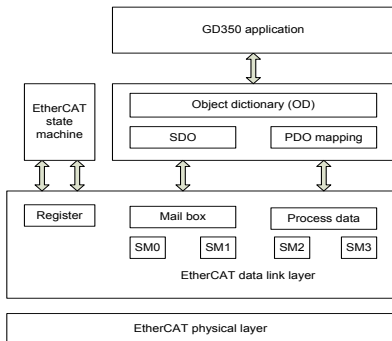 GD350 application
EtherCAT
state
machine
Object dictionary (OD)
SDO
PDO mapping
Register
Mail box
Process data
SM0
SM1
SM2
SM3
EtherCAT data link layer
EtherCAT physical layer